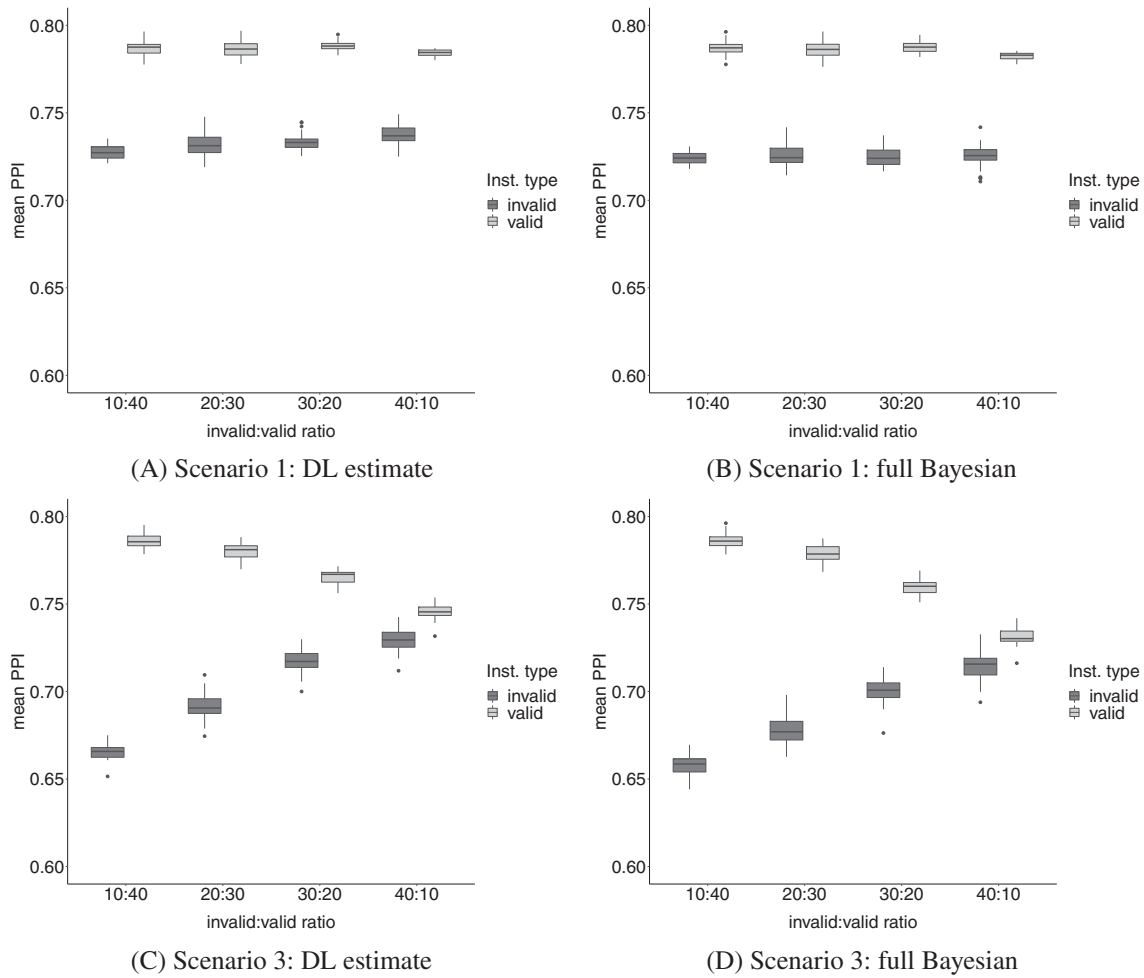 0.80
0.75
0.70
0.65
0.60
mean PPI
10:40 20:30 30:20 40:10
invalid:valid ratio
Inst. type
invalid
valid
(A) Scenario 1: DL estimate
0.80
0.75
0.70
0.65
0.60
mean PPI
10:40 20:30 30:20 40:10
invalid:valid ratio
Inst. type
invalid
valid
(B) Scenario 1: full Bayesian
0.80
0.75
0.70
0.65
0.60
mean PPI
10:40 20:30 30:20 40:10
invalid:valid ratio
Inst. type
invalid
valid
(C) Scenario 3: DL estimate
0.80
0.75
0.70
0.65
0.60
mean PPI
10:40 20:30 30:20 40:10
invalid:valid ratio
Inst. type
invalid
valid
(D) Scenario 3: full Bayesian